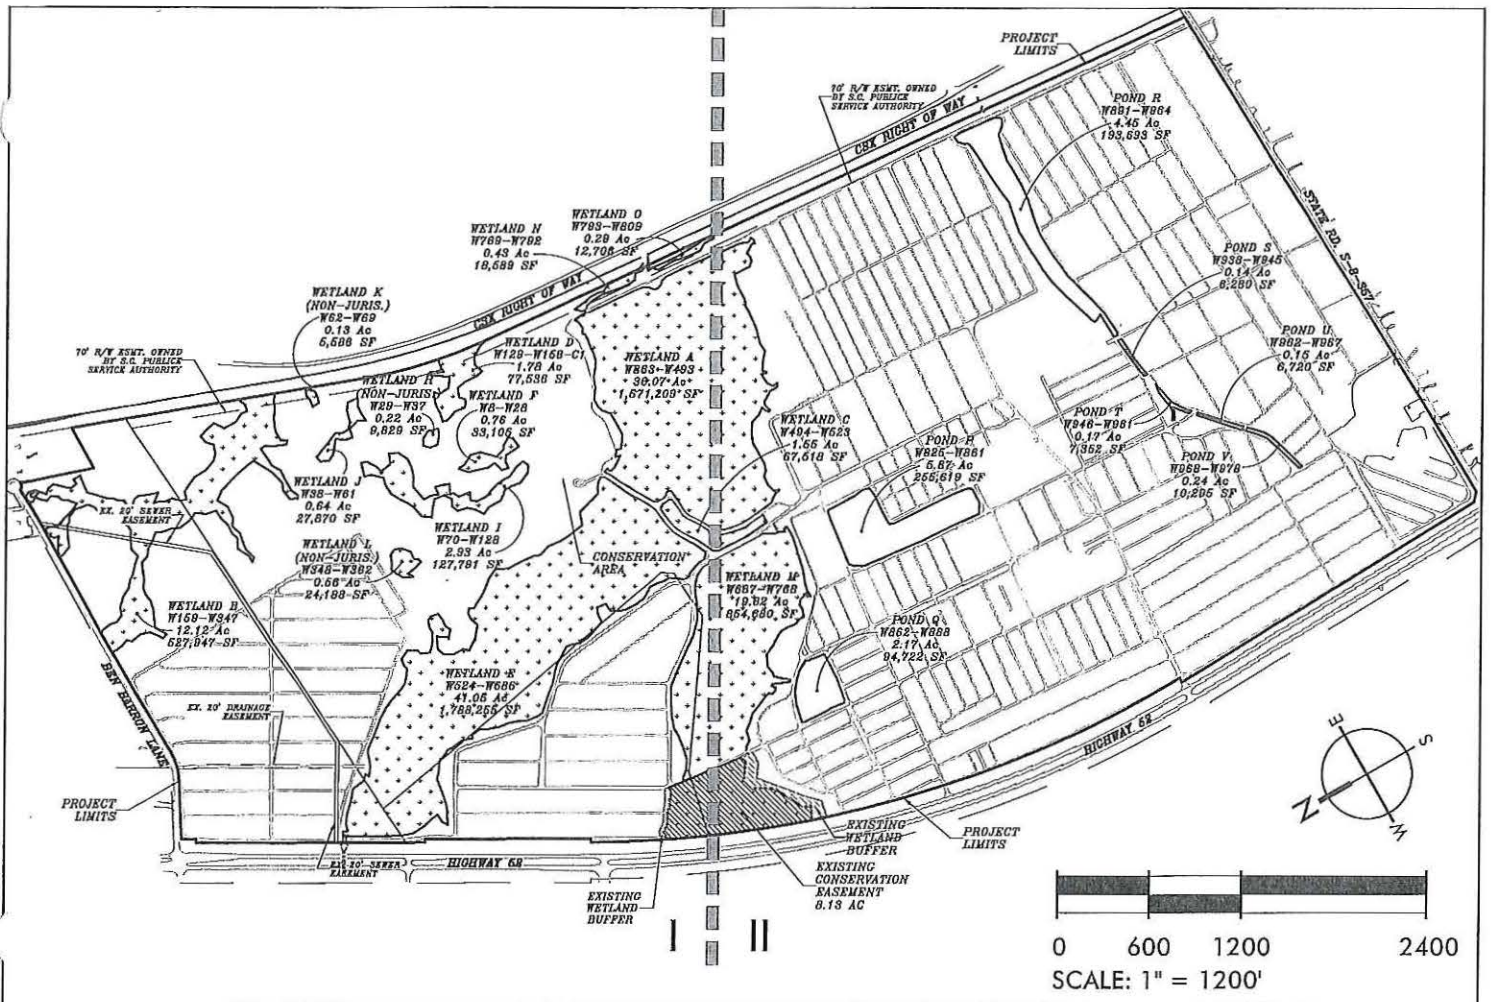 PROJECT
LIMITS
70' R/W ESMT. OWNED
BY S.C. PUBLICE
SERVICE AUTHORITY
CSX RIGHT OF WAY
POND R
W891-W964
4.45 Ac
193,693 SF
WETLAND O
W793-W809
0.29 Ac
12,706 SF
WETLAND N
W769-W792
0.43 Ac
18,589 SF
STATE RD. S-8-357
POND S
W938-W945
0.14 Ac
6,280 SF
WETLAND K
(NON-JURIS.)
W62-W69
0.13 Ac
5,586 SF
CSX RIGHT OF WAY
70' R/W ESMT. OWNED
BY S.C. PUBLICE
SERVICE AUTHORITY
WETLAND D
W129-W158-C1
1.78 Ac
77,536 SF
WETLAND A
W363-W493
1,571,209 SF
POND U
W962-W967
0.15 Ac
6,720 SF
WETLAND H
(NON-JURIS.)
W29-W37
0.22 Ac
9,829 SF
WETLAND F
W8-W28
0.76 Ac
33,105 SF
WETLAND C
W494-W523
1.55 Ac
67,518 SF
POND T
W946-W961
0.17 Ac
7,352 SF
POND P
W825-W861
5.87 Ac
255,619 SF
POND V
W968-W978
0.24 Ac
10,295 SF
WETLAND J
W38-W61
0.64 Ac
27,870 SF
EX. 20' SEWER
EASEMENT
WETLAND I
W70-W128
2.93 Ac
127,791 SF
WETLAND L
(NON-JURIS.)
W348-W362
0.56 Ac
24,188 SF
CONSERVATION
AREA
WETLAND M
W687-W768
19.62 Ac
854,680 SF
WETLAND B
W159-W347
12.12 Ac
527,947 SF
POND Q
W862-W888
2.17 Ac
94,722 SF
WETLAND E
W524-W686
41.05 Ac
1,788,255 SF
BEN BARRON LANE
EX. 20' DRAINAGE
EASEMENT
HIGHWAY 52
E
S
N
W
PROJECT
LIMITS
EXISTING
WETLAND
BUFFER
PROJECT
LIMITS
EX. 20' SEWER
EASEMENT
HIGHWAY 52
EXISTING
CONSERVATION
EASEMENT
8.13 AC
EXISTING
WETLAND
BUFFER
I II
0 600 1200 2400
SCALE: 1" = 1200'